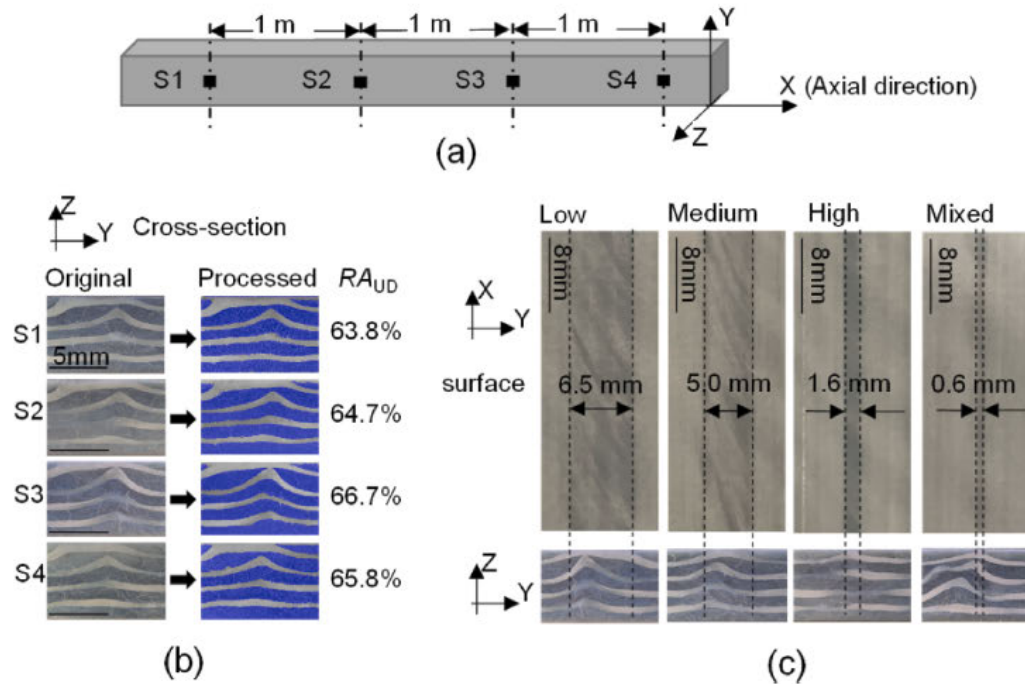 1 m 1 m 1 m
Y
S1 S2 S3 S4
X (Axial direction)
Z
(a)
Z
Y
Cross-section
Original Processed RA_UD
S1 63.8%
5mm
S2 64.7%
S3 66.7%
S4 65.8%
(b)
Low Medium High Mixed
8mm 8mm 8mm 8mm
X
Y
surface
6.5 mm 5.0 mm 1.6 mm 0.6 mm
Z
Y
(c)